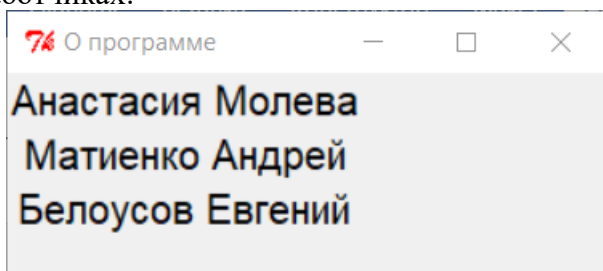 О программе
Анастасия Молева
Матиенко Андрей
Белоусов Евгений